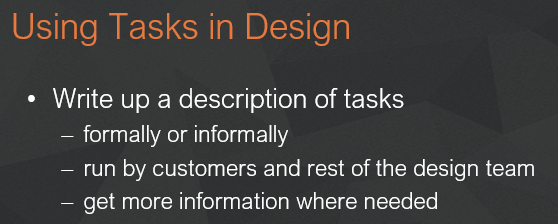 Using Tasks in Design
• Write up a description of tasks
– formally or informally
– run by customers and rest of the design team
– get more information where needed